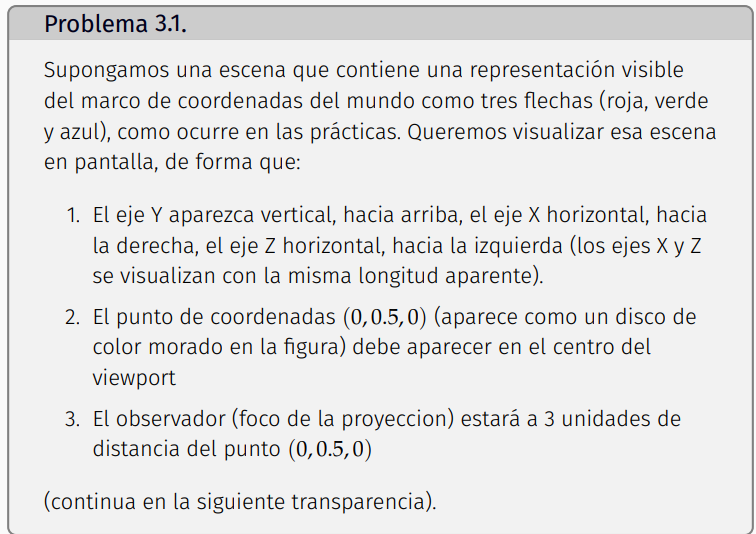 Problema 3.1.
Supongamos una escena que contiene una representación visible
del marco de coordenadas del mundo como tres flechas (roja, verde
y azul), como ocurre en las prácticas. Queremos visualizar esa escena
en pantalla, de forma que:
1. El eje Y aparezca vertical, hacia arriba, el eje X horizontal, hacia
la derecha, el eje Z horizontal, hacia la izquierda (los ejes X y Z
se visualizan con la misma longitud aparente).
2. El punto de coordenadas (0, 0.5, 0) (aparece como un disco de
color morado en la figura) debe aparecer en el centro del
viewport
3. El observador (foco de la proyeccion) estará a 3 unidades de
distancia del punto (0, 0.5, 0)
(continua en la siguiente transparencia).